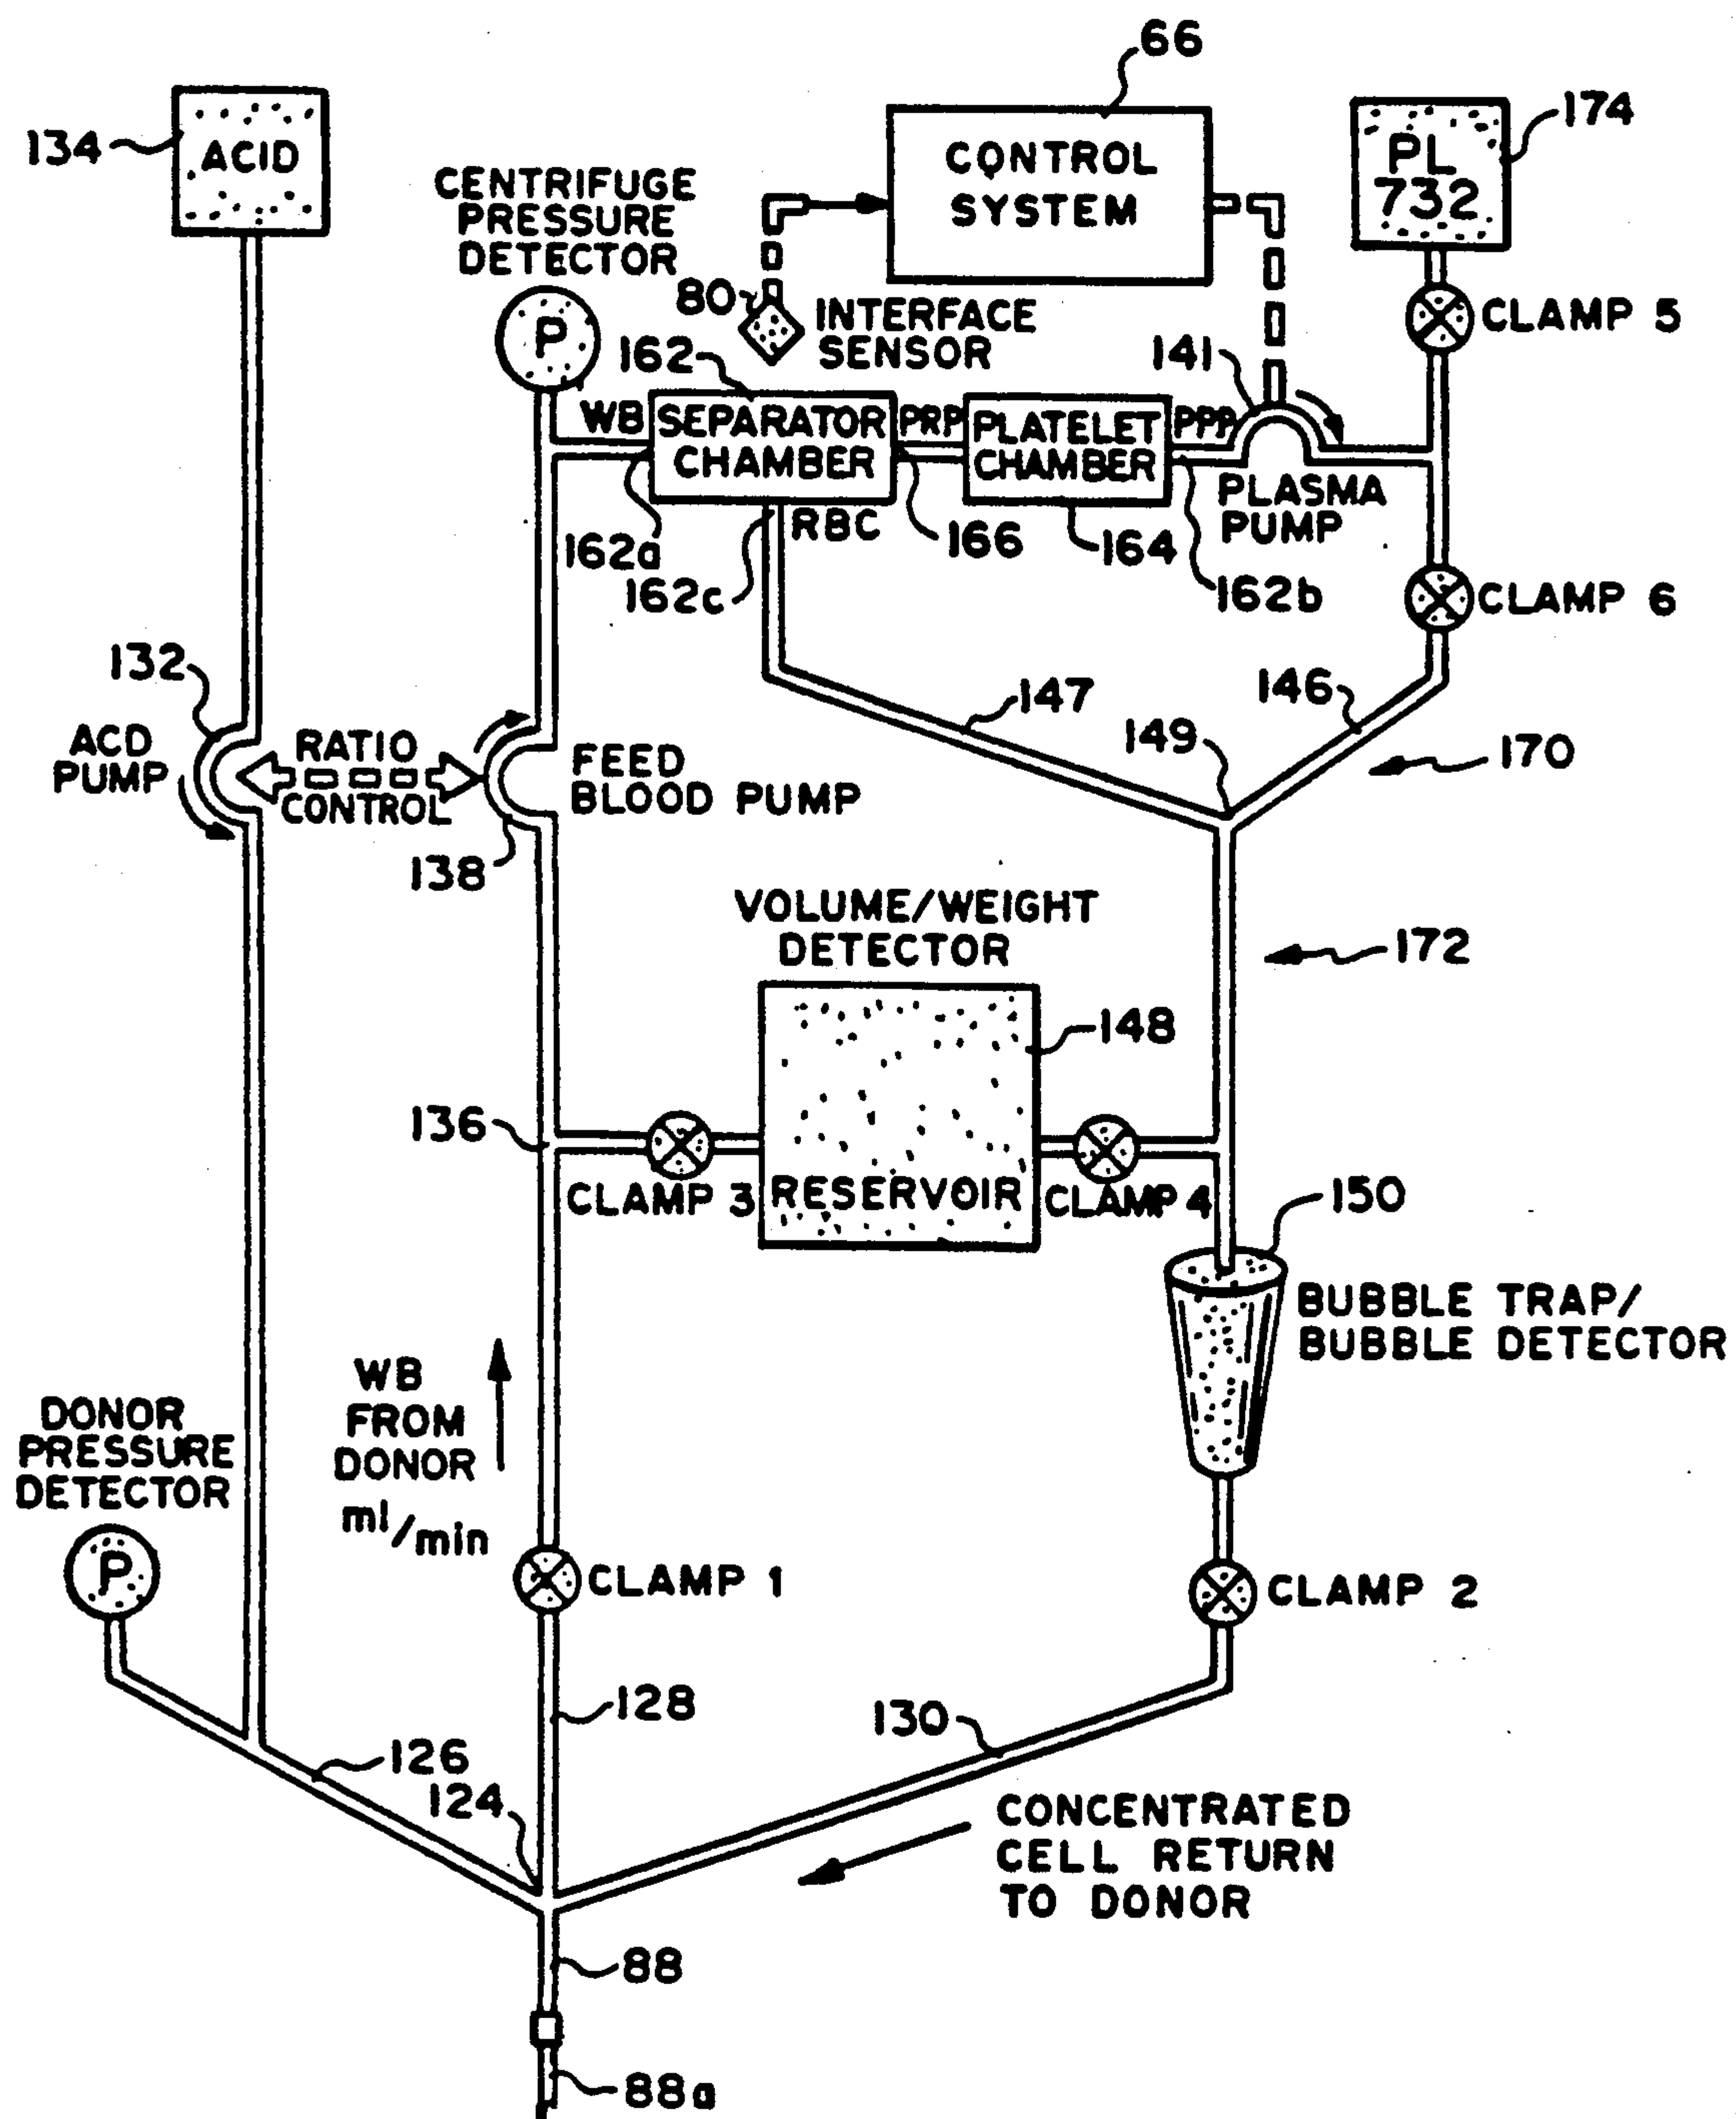 66
134
ACID
CONTROL
SYSTEM
PL
732
174
CENTRIFUGE
PRESSURE
DETECTOR
P
80
INTERFACE
SENSOR
CLAMP 5
162
141
WB
SEPARATOR
CHAMBER
PRP
PLATELET
CHAMBER
PPP
PLASMA
PUMP
162a
RBC
166
164
162b
162c
CLAMP 6
132
147
146
149
170
ACD
PUMP
RATIO
CONTROL
FEED
BLOOD PUMP
138
VOLUME/WEIGHT
DETECTOR
172
148
136
CLAMP 3
RESERVOIR
CLAMP 4
150
BUBBLE TRAP/
BUBBLE DETECTOR
WB
FROM
DONOR
ml/min
DONOR
PRESSURE
DETECTOR
P
CLAMP 1
CLAMP 2
128
130
126
124
CONCENTRATED
CELL RETURN
TO DONOR
88
88a